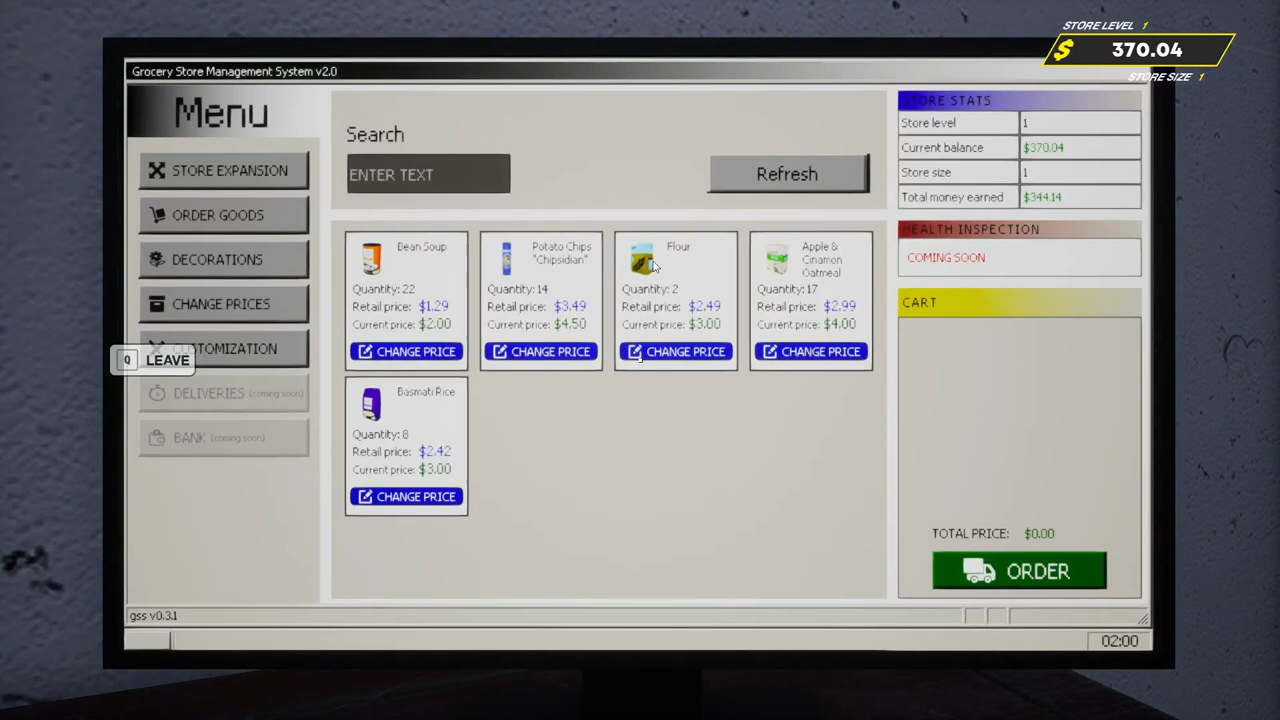 STORE LEVEL 1
$ 370.04
STORE SIZE 1
Grocery Store Management System v2.0
Menu
STORE EXPANSION
ORDER GOODS
DECORATIONS
CHANGE PRICES
CUSTOMIZATION
Q LEAVE
DELIVERIES (coming soon)
BANK (coming soon)
Search
ENTER TEXT
Refresh
Bean Soup
Quantity: 22
Retail price: $1.29
Current price: $2.00
CHANGE PRICE
Potato Chips
"Chipsidian"
Quantity: 14
Retail price: $3.49
Current price: $4.50
CHANGE PRICE
Flour
Quantity: 2
Retail price: $2.49
Current price: $3.00
CHANGE PRICE
Apple &
Cinamon
Oatmeal
Quantity: 17
Retail price: $2.99
Current price: $4.00
CHANGE PRICE
Basmati Rice
Quantity: 8
Retail price: $2.42
Current price: $3.00
CHANGE PRICE
STORE STATS
Store level 1
Current balance $370.04
Store size 1
Total money earned $344.14
HEALTH INSPECTION
COMING SOON
CART
TOTAL PRICE: $0.00
ORDER
gss v0.3.1
02:00